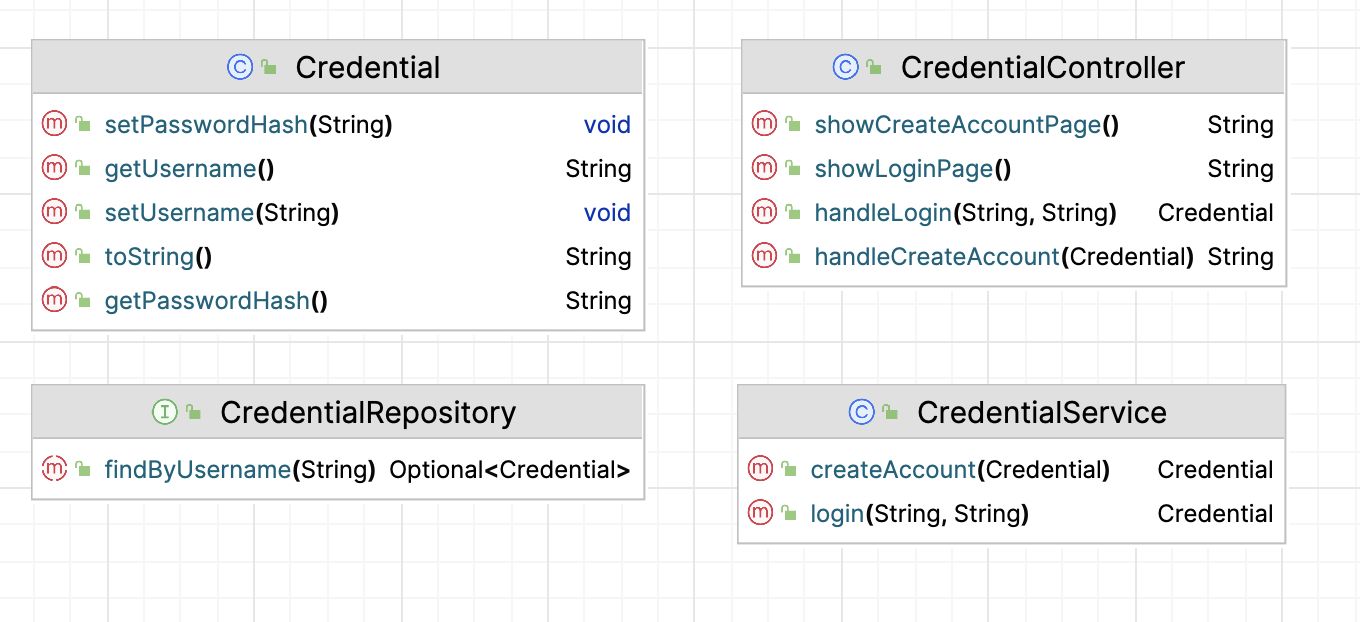 Credential
setPasswordHash(String) void
getUsername() String
setUsername(String) void
toString() String
getPasswordHash() String
CredentialController
showCreateAccountPage() String
showLoginPage() String
handleLogin(String, String) Credential
handleCreateAccount(Credential) String
CredentialRepository
findByUsername(String) Optional<Credential>
CredentialService
createAccount(Credential) Credential
login(String, String) Credential